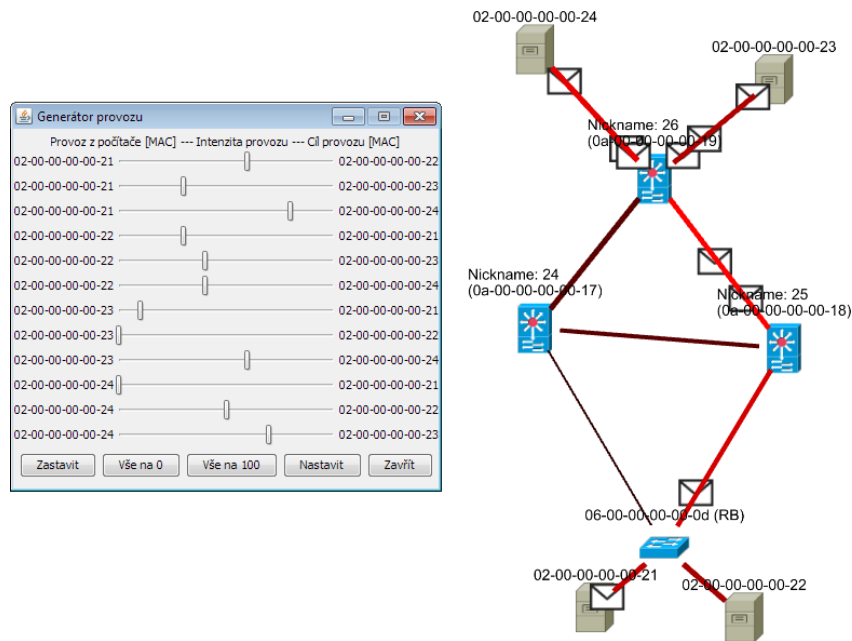 Generátor provozu
Provoz z počítače [MAC] --- Intenzita provozu --- Cíl provozu [MAC]
02-00-00-00-00-21 02-00-00-00-00-22
02-00-00-00-00-21 02-00-00-00-00-23
02-00-00-00-00-21 02-00-00-00-00-24
02-00-00-00-00-22 02-00-00-00-00-21
02-00-00-00-00-22 02-00-00-00-00-23
02-00-00-00-00-22 02-00-00-00-00-24
02-00-00-00-00-23 02-00-00-00-00-21
02-00-00-00-00-23 02-00-00-00-00-22
02-00-00-00-00-23 02-00-00-00-00-24
02-00-00-00-00-24 02-00-00-00-00-21
02-00-00-00-00-24 02-00-00-00-00-22
02-00-00-00-00-24 02-00-00-00-00-23
Zastavit Vše na 0 Vše na 100 Nastavit Zavřít
02-00-00-00-00-24
02-00-00-00-00-23
Nickname: 26
(0a-00-00-00-00-19)
Nickname: 24
(0a-00-00-00-00-17)
Nickname: 25
(0a-00-00-00-00-18)
06-00-00-00-00-0d (RB)
02-00-00-00-00-21
02-00-00-00-00-22